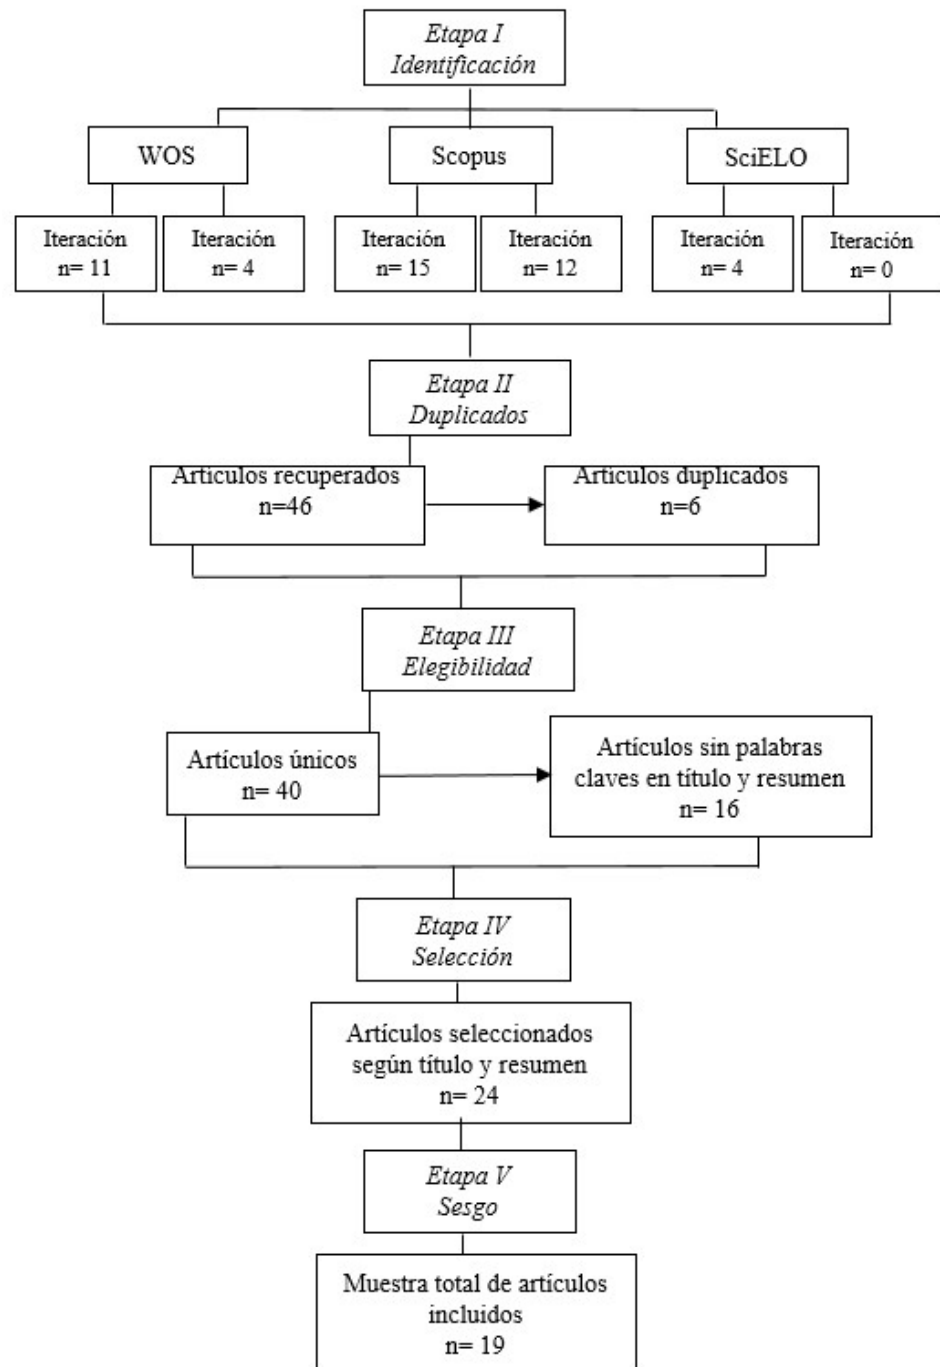 Etapa I
Identificación
WOS
Scopus
SciELO
Iteración
n= 11
Iteración
n= 4
Iteración
n= 15
Iteración
n= 12
Iteración
n= 4
Iteración
n= 0
Etapa II
Duplicados
Artículos recuperados
n=46
Artículos duplicados
n=6
Etapa III
Elegibilidad
Artículos únicos
n= 40
Artículos sin palabras
claves en título y resumen
n= 16
Etapa IV
Selección
Artículos seleccionados
según título y resumen
n= 24
Etapa V
Sesgo
Muestra total de artículos
incluidos
n= 19